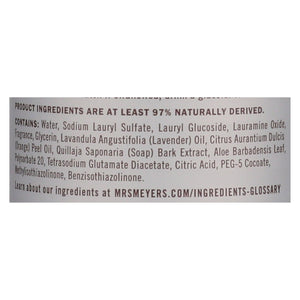 PRODUCT INGREDIENTS ARE AT LEAST 97% NATURALLY DERIVED.
CONTAINS: Water, Sodium Lauryl Sulfate, Lauryl Glucoside, Lauramine Oxide,
Fragrance, Glycerin, Lavandula Angustifolia (Lavender) Oil, Citrus Aurantium Dulcis
(Orange) Peel Oil, Quillaja Saponaria (Soap) Bark Extract, Aloe Barbadensis Leaf,
Polysorbate 20, Tetrasodium Glutamate Diacetate, Citric Acid, PEG-5 Cocoate,
Methylisothiazolinone, Benzisothiazolinone.
Learn about our ingredients at MRSMEYERS.COM/INGREDIENTS-GLOSSARY